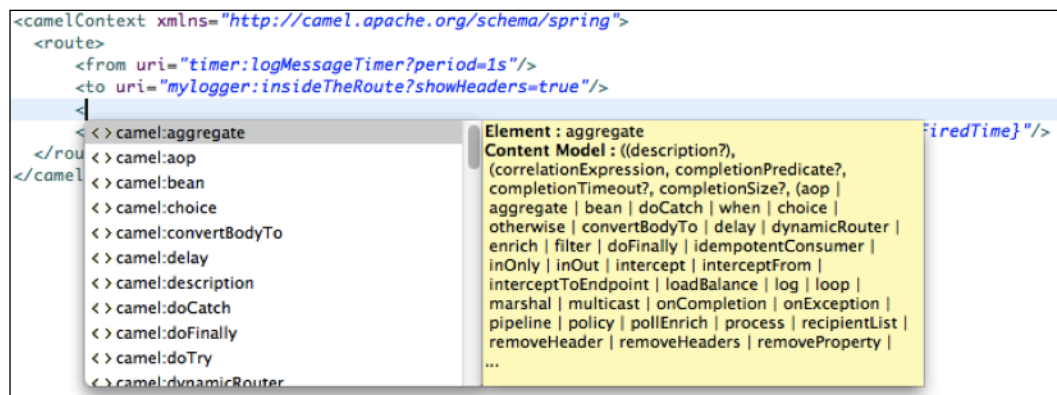 <camelContext xmlns="http://camel.apache.org/schema/spring">
<route>
<from uri="timer:logMessageTimer?period=1s"/>
<to uri="mylogger:insideTheRoute?showHeaders=true"/>
<
< FiredTime}"/>
</rou
</camel
< > camel:aggregate
< > camel:aop
< > camel:bean
< > camel:choice
< > camel:convertBodyTo
< > camel:delay
< > camel:description
< > camel:doCatch
< > camel:doFinally
< > camel:doTry
< > camel:dynamicRouter
Element : aggregate
Content Model : ((description?),
(correlationExpression, completionPredicate?,
completionTimeout?, completionSize?, (aop |
aggregate | bean | doCatch | when | choice |
otherwise | convertBodyTo | delay | dynamicRouter |
enrich | filter | doFinally | idempotentConsumer |
inOnly | inOut | intercept | interceptFrom |
interceptToEndpoint | loadBalance | log | loop |
marshal | multicast | onCompletion | onException |
pipeline | policy | pollEnrich | process | recipientList |
removeHeader | removeHeaders | removeProperty |
...